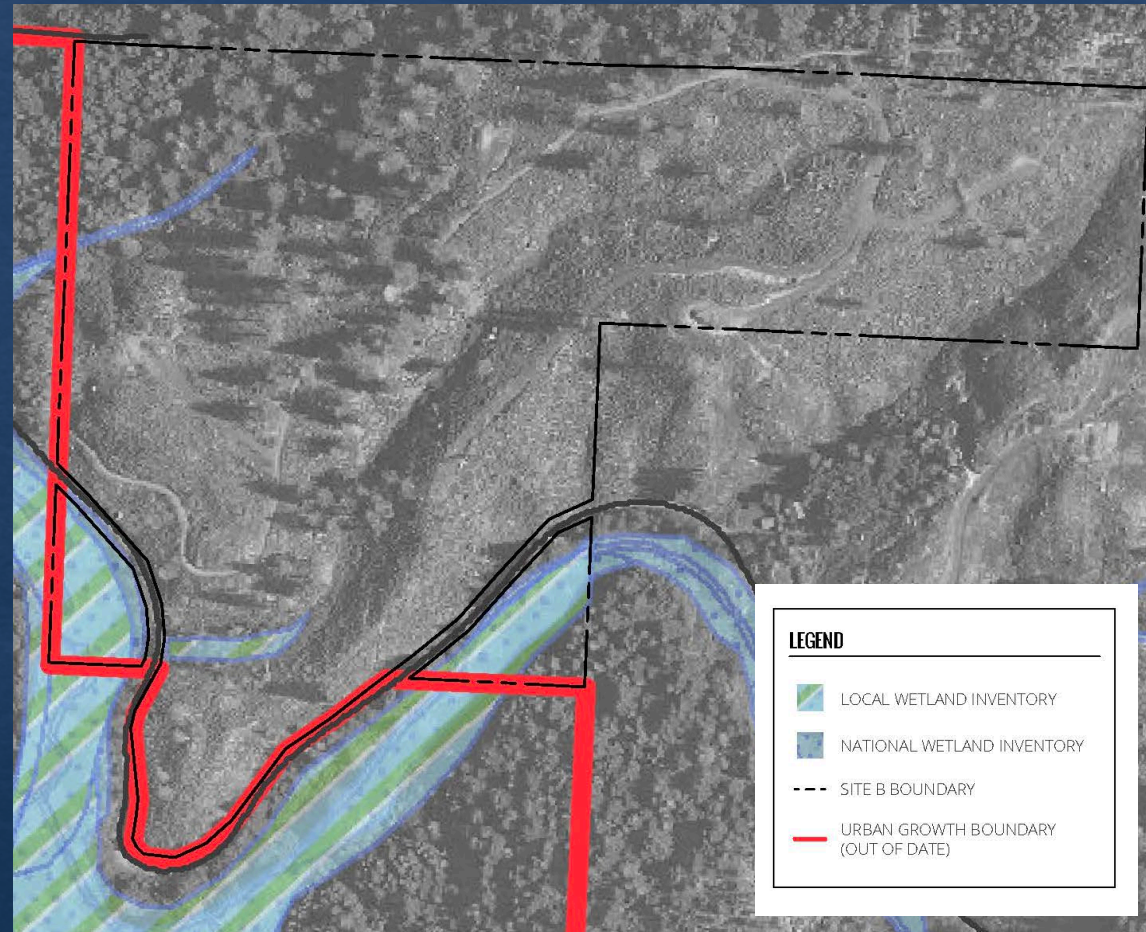 LEGEND
LOCAL WETLAND INVENTORY
NATIONAL WETLAND INVENTORY
SITE B BOUNDARY
URBAN GROWTH BOUNDARY
(OUT OF DATE)